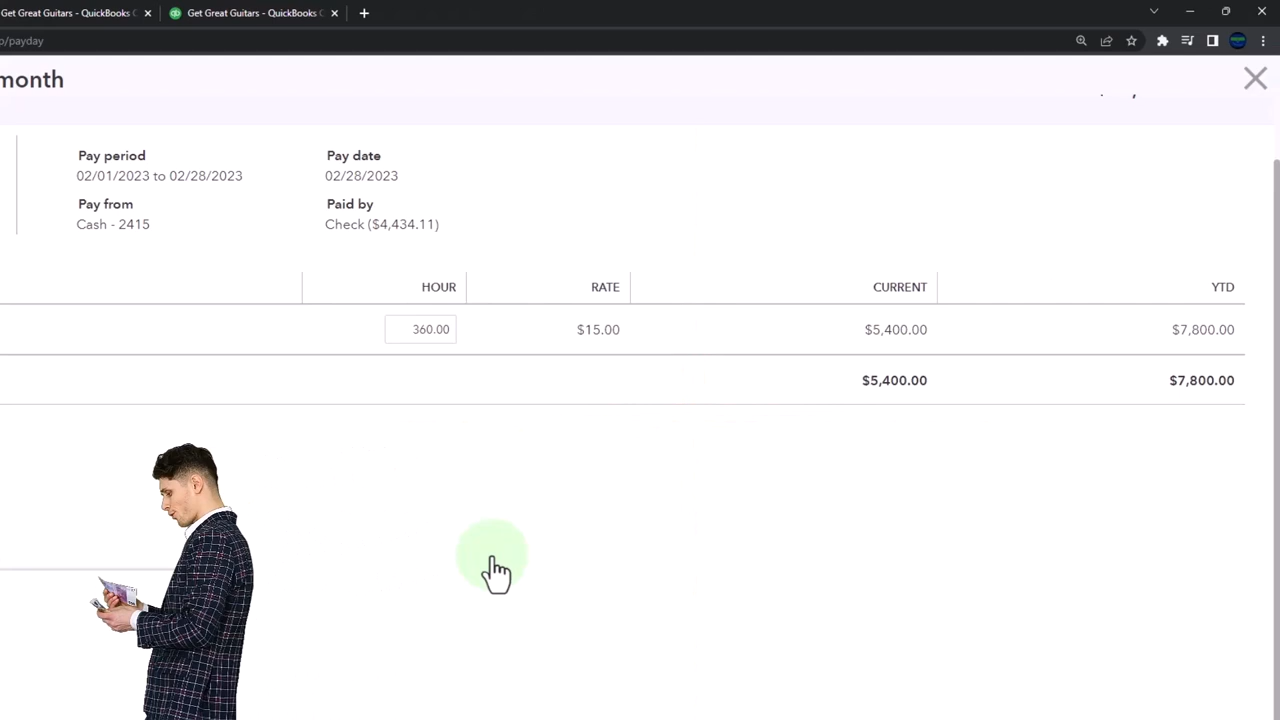 Get Great Guitars - QuickBooks C
Get Great Guitars - QuickBooks C
o/payday
month
Pay period
02/01/2023 to 02/28/2023
Pay date
02/28/2023
Pay from
Cash - 2415
Paid by
Check ($4,434.11)
HOUR RATE CURRENT YTD
360.00 $15.00 $5,400.00 $7,800.00
$5,400.00 $7,800.00